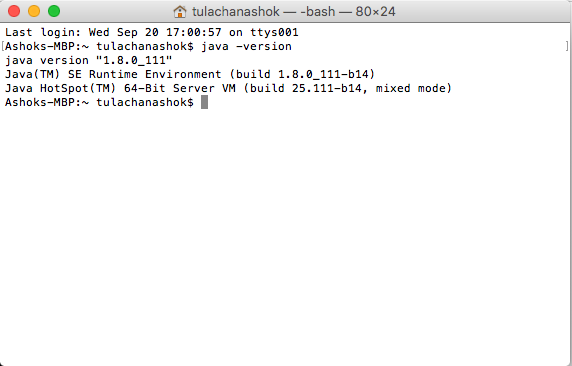 tulachanashok — -bash — 80×24
Last login: Wed Sep 20 17:00:57 on ttys001
[Ashoks-MBP:~ tulachanashok$ java -version ]
java version "1.8.0_111"
Java(TM) SE Runtime Environment (build 1.8.0_111-b14)
Java HotSpot(TM) 64-Bit Server VM (build 25.111-b14, mixed mode)
Ashoks-MBP:~ tulachanashok$